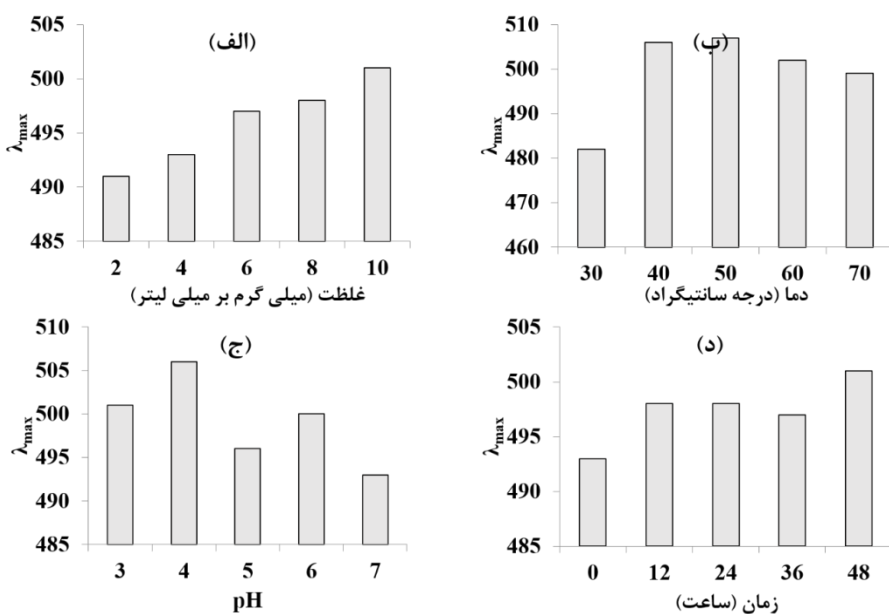 (الف)
505
500
495
490
485
λmax
2 4 6 8 10
غلظت (میلی گرم بر میلی لیتر)
(ب)
510
500
490
480
470
460
λmax
30 40 50 60 70
دما (درجه سانتیگراد)
(ج)
510
505
500
495
490
485
λmax
3 4 5 6 7
pH
(د)
505
500
495
490
485
λmax
0 12 24 36 48
زمان (ساعت)